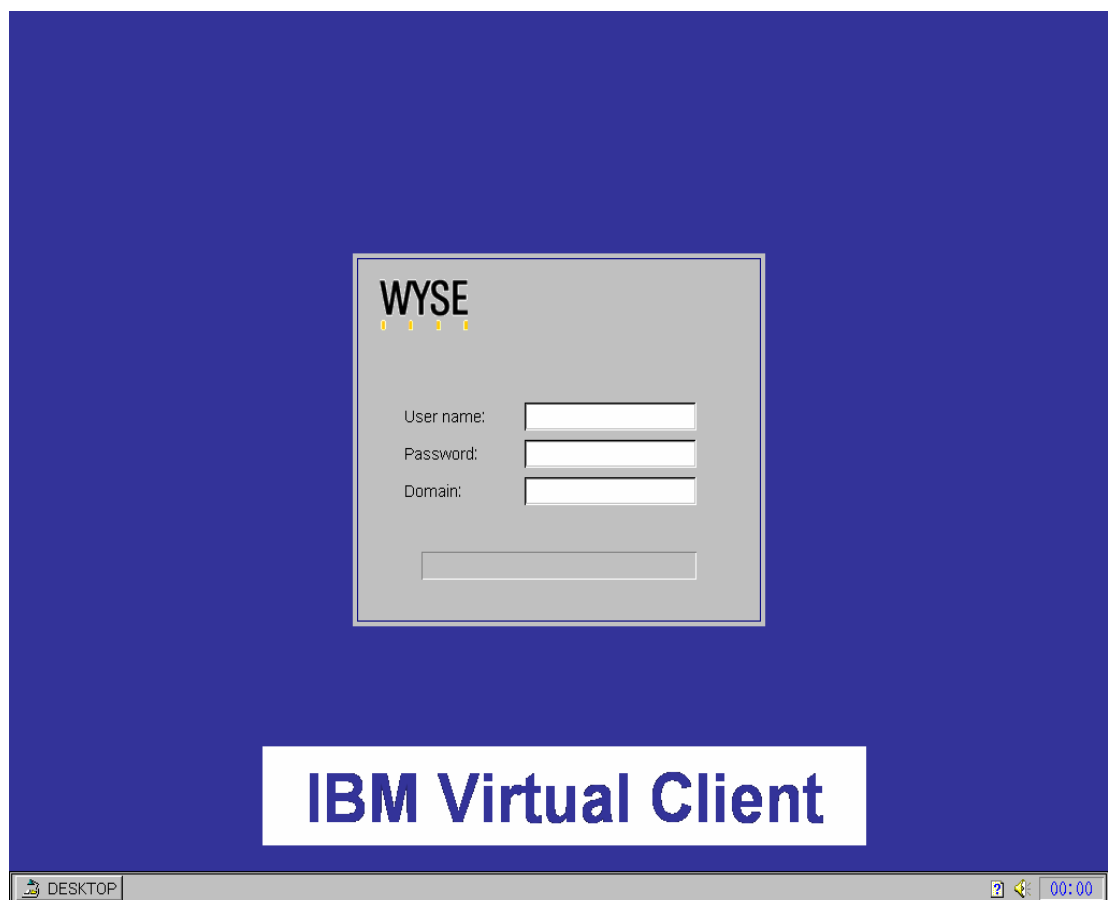 WYSE
User name:
Password:
Domain:
IBM Virtual Client
DESKTOP
00:00